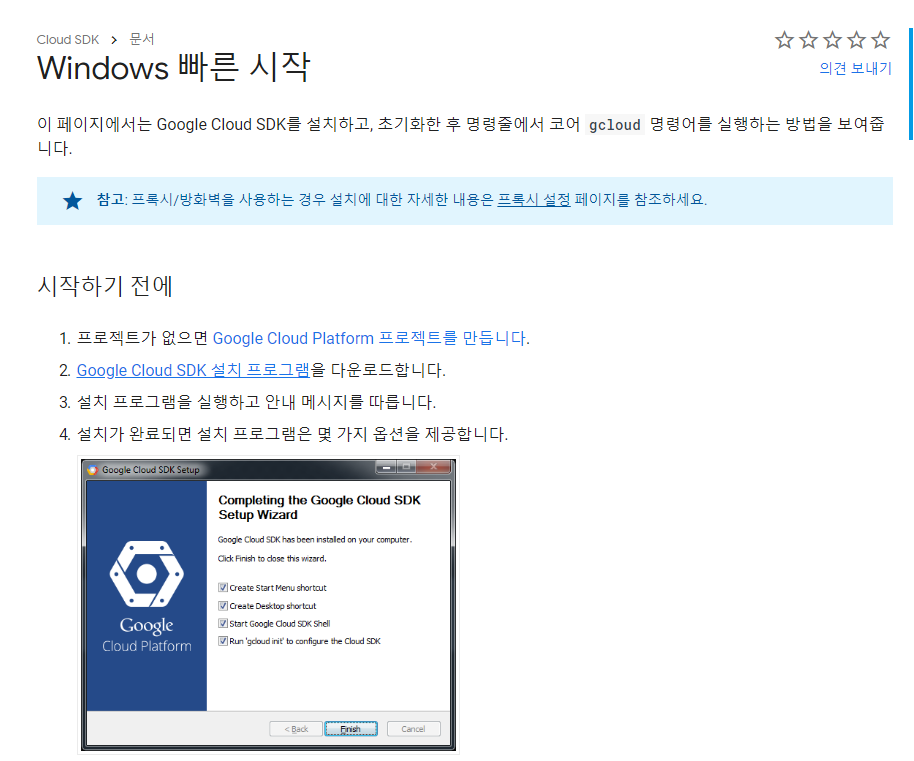 Cloud SDK > 문서
Windows 빠른 시작
의견 보내기
이 페이지에서는 Google Cloud SDK를 설치하고, 초기화한 후 명령줄에서 코어 gcloud 명령어를 실행하는 방법을 보여줍
니다.
참고: 프록시/방화벽을 사용하는 경우 설치에 대한 자세한 내용은 프록시 설정 페이지를 참조하세요.
시작하기 전에
1. 프로젝트가 없으면 Google Cloud Platform 프로젝트를 만듭니다.
2. Google Cloud SDK 설치 프로그램을 다운로드합니다.
3. 설치 프로그램을 실행하고 안내 메시지를 따릅니다.
4. 설치가 완료되면 설치 프로그램은 몇 가지 옵션을 제공합니다.
Google Cloud SDK Setup
Completing the Google Cloud SDK
Setup Wizard
Google Cloud SDK has been installed on your computer.
Click Finish to close this wizard.
Create Start Menu shortcut
Create Desktop shortcut
Start Google Cloud SDK Shell
Run 'gcloud init' to configure the Cloud SDK
Google
Cloud Platform
< Back
Finish
Cancel